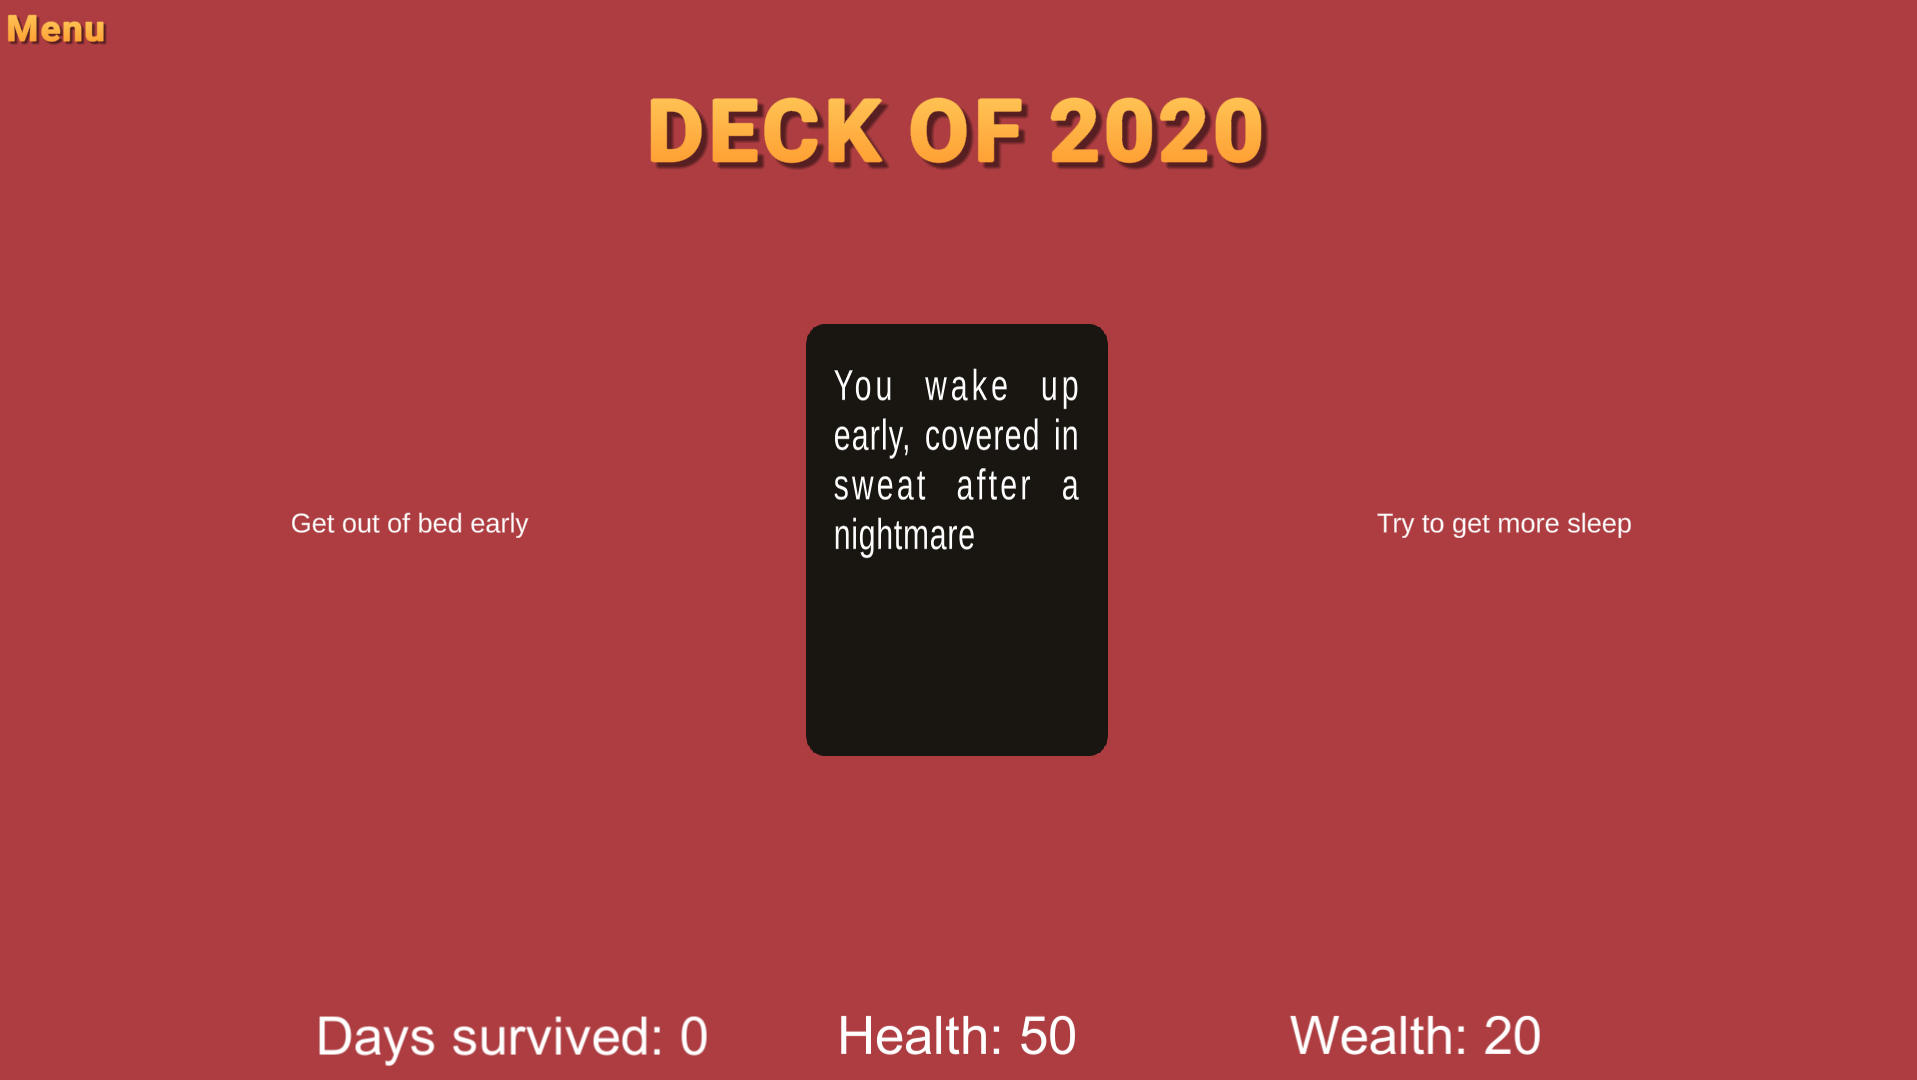 Menu
DECK OF 2020
You wake up
early, covered in
sweat after a
nightmare
Get out of bed early
Try to get more sleep
Days survived: 0
Health: 50
Wealth: 20